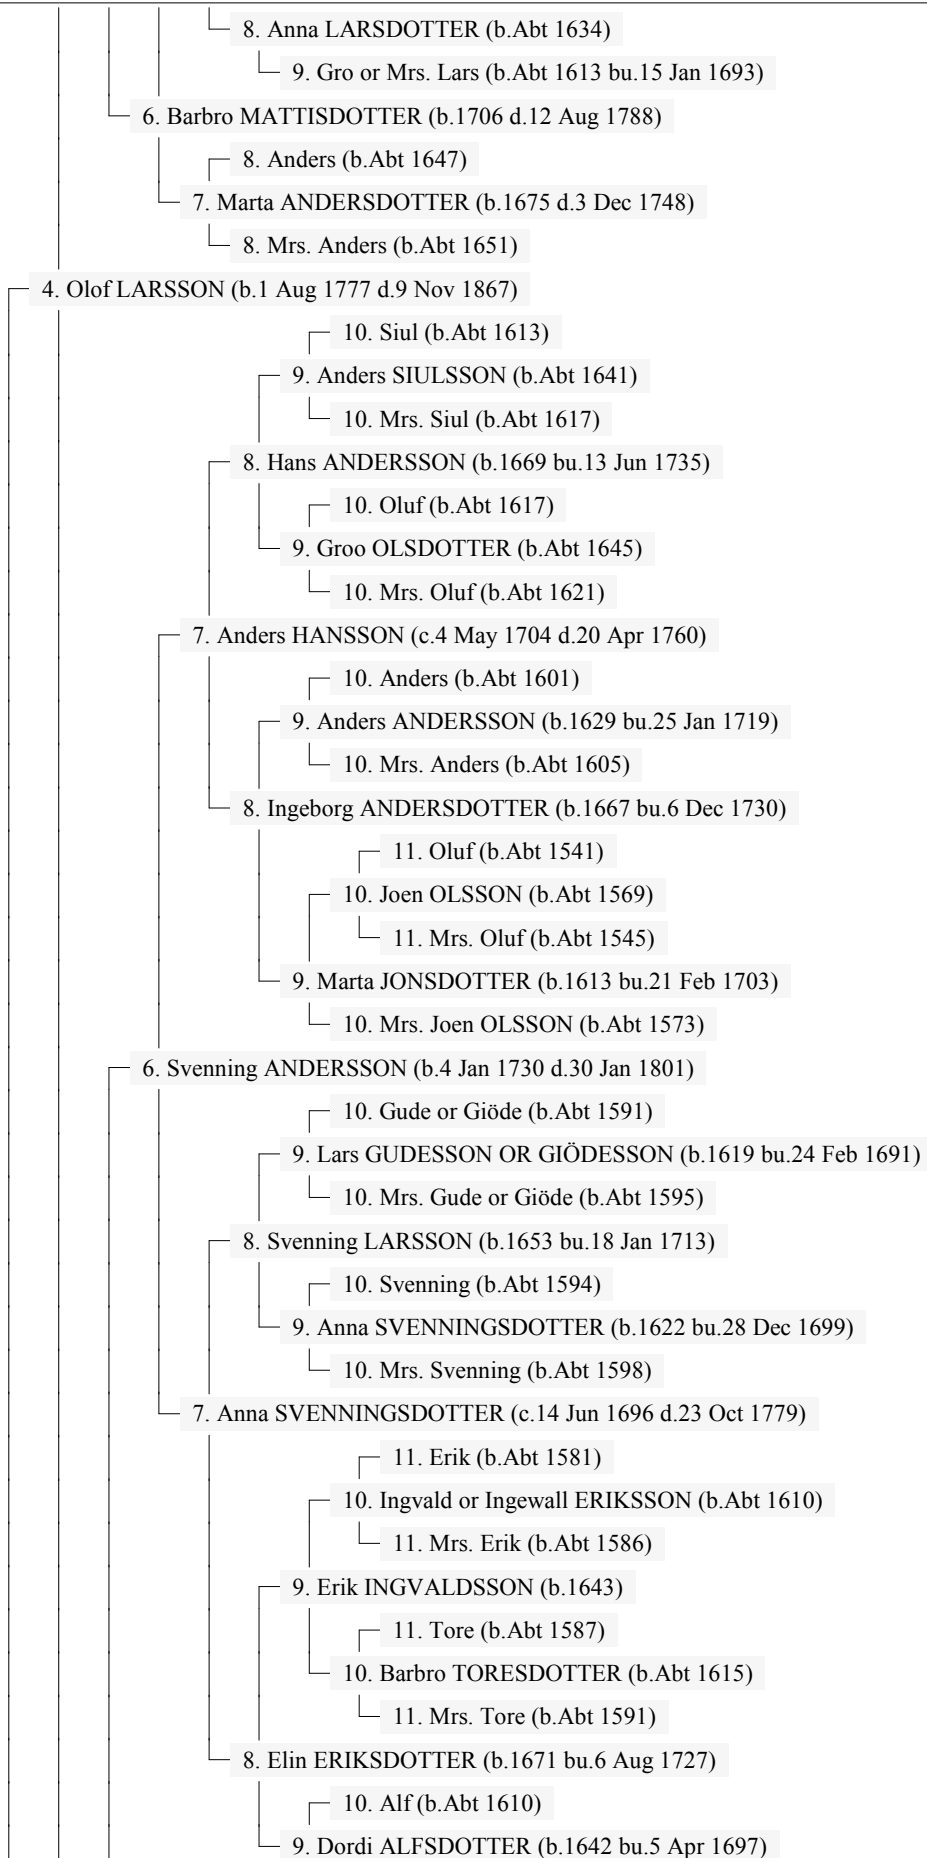 8. Anna LARSDOTTER (b.Abt 1634)
9. Gro or Mrs. Lars (b.Abt 1613 bu.15 Jan 1693)
6. Barbro MATTISDOTTER (b.1706 d.12 Aug 1788)
8. Anders (b.Abt 1647)
7. Marta ANDERSDOTTER (b.1675 d.3 Dec 1748)
8. Mrs. Anders (b.Abt 1651)
4. Olof LARSSON (b.1 Aug 1777 d.9 Nov 1867)
10. Siul (b.Abt 1613)
9. Anders SIULSSON (b.Abt 1641)
10. Mrs. Siul (b.Abt 1617)
8. Hans ANDERSSON (b.1669 bu.13 Jun 1735)
10. Oluf (b.Abt 1617)
9. Groo OLSDOTTER (b.Abt 1645)
10. Mrs. Oluf (b.Abt 1621)
7. Anders HANSSON (c.4 May 1704 d.20 Apr 1760)
10. Anders (b.Abt 1601)
9. Anders ANDERSSON (b.1629 bu.25 Jan 1719)
10. Mrs. Anders (b.Abt 1605)
8. Ingeborg ANDERSDOTTER (b.1667 bu.6 Dec 1730)
11. Oluf (b.Abt 1541)
10. Joen OLSSON (b.Abt 1569)
11. Mrs. Oluf (b.Abt 1545)
9. Marta JONSDOTTER (b.1613 bu.21 Feb 1703)
10. Mrs. Joen OLSSON (b.Abt 1573)
6. Svenning ANDERSSON (b.4 Jan 1730 d.30 Jan 1801)
10. Gude or Giöde (b.Abt 1591)
9. Lars GUDESSON OR GIÖDESSON (b.1619 bu.24 Feb 1691)
10. Mrs. Gude or Giöde (b.Abt 1595)
8. Svenning LARSSON (b.1653 bu.18 Jan 1713)
10. Svenning (b.Abt 1594)
9. Anna SVENNINGSDOTTER (b.1622 bu.28 Dec 1699)
10. Mrs. Svenning (b.Abt 1598)
7. Anna SVENNINGSDOTTER (c.14 Jun 1696 d.23 Oct 1779)
11. Erik (b.Abt 1581)
10. Ingvald or Ingewall ERIKSSON (b.Abt 1610)
11. Mrs. Erik (b.Abt 1586)
9. Erik INGVALDSSON (b.1643)
11. Tore (b.Abt 1587)
10. Barbro TORESDOTTER (b.Abt 1615)
11. Mrs. Tore (b.Abt 1591)
8. Elin ERIKSDOTTER (b.1671 bu.6 Aug 1727)
10. Alf (b.Abt 1610)
9. Dordi ALFSDOTTER (b.1642 bu.5 Apr 1697)